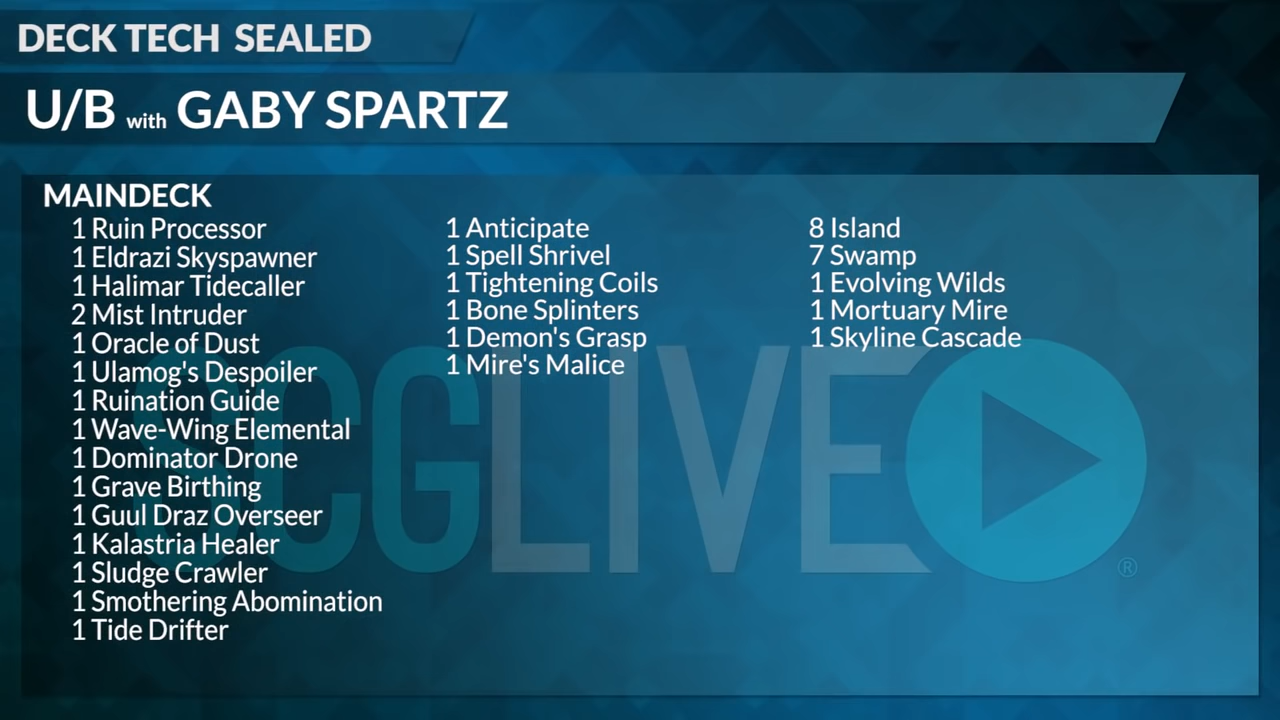 DECK TECH SEALED
U/B with GABY SPARTZ
MAINDECK
1 Ruin Processor
1 Eldrazi Skyspawner
1 Halimar Tidecaller
2 Mist Intruder
1 Oracle of Dust
1 Ulamog's Despoiler
1 Ruination Guide
1 Wave-Wing Elemental
1 Dominator Drone
1 Grave Birthing
1 Guul Draz Overseer
1 Kalastria Healer
1 Sludge Crawler
1 Smothering Abomination
1 Tide Drifter
1 Anticipate
1 Spell Shrivel
1 Tightening Coils
1 Bone Splinters
1 Demon's Grasp
1 Mire's Malice
8 Island
7 Swamp
1 Evolving Wilds
1 Mortuary Mire
1 Skyline Cascade
SCGLIVE ®